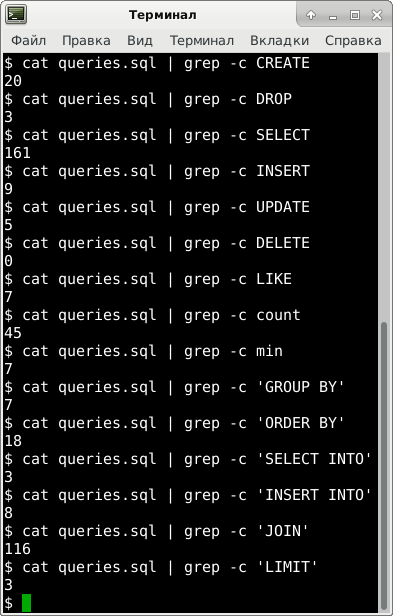 Терминал
Файл Правка Вид Терминал Вкладки Справка
$ cat queries.sql | grep -c CREATE
20
$ cat queries.sql | grep -c DROP
3
$ cat queries.sql | grep -c SELECT
161
$ cat queries.sql | grep -c INSERT
9
$ cat queries.sql | grep -c UPDATE
5
$ cat queries.sql | grep -c DELETE
0
$ cat queries.sql | grep -c LIKE
7
$ cat queries.sql | grep -c count
45
$ cat queries.sql | grep -c min
7
$ cat queries.sql | grep -c 'GROUP BY'
7
$ cat queries.sql | grep -c 'ORDER BY'
18
$ cat queries.sql | grep -c 'SELECT INTO'
3
$ cat queries.sql | grep -c 'INSERT INTO'
8
$ cat queries.sql | grep -c 'JOIN'
116
$ cat queries.sql | grep -c 'LIMIT'
3
$